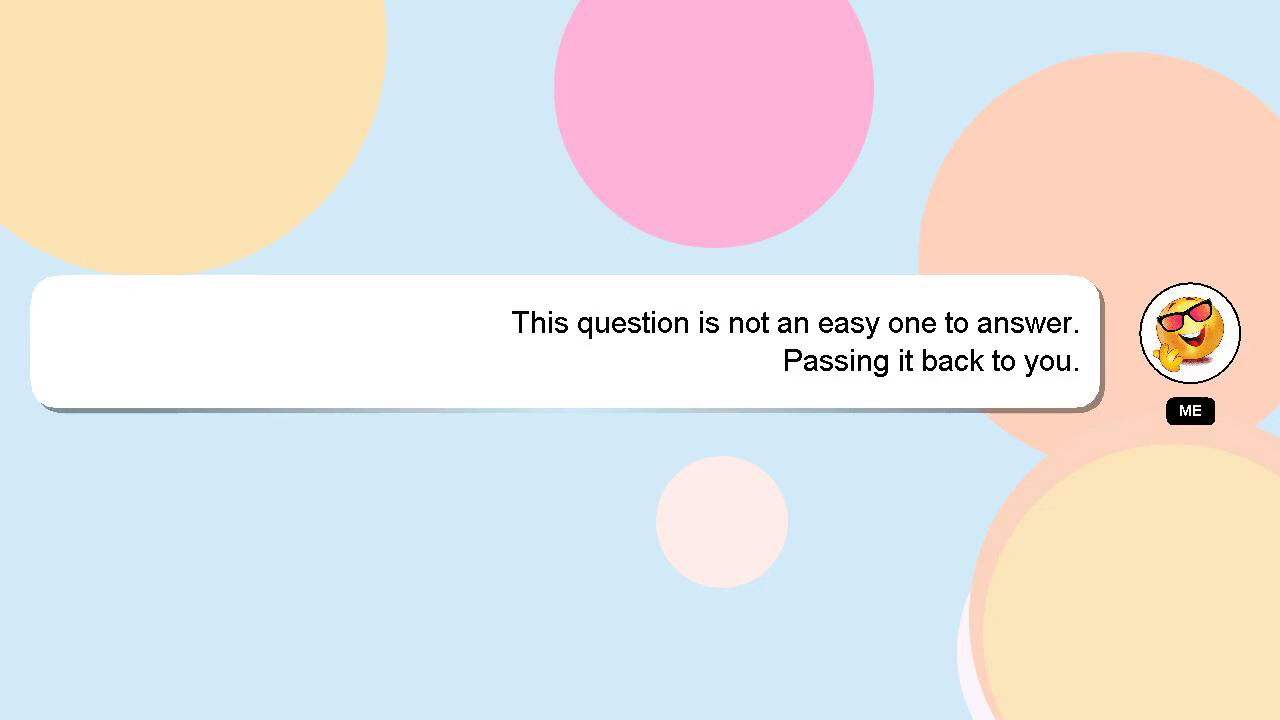 This question is not an easy one to answer.
Passing it back to you.
ME